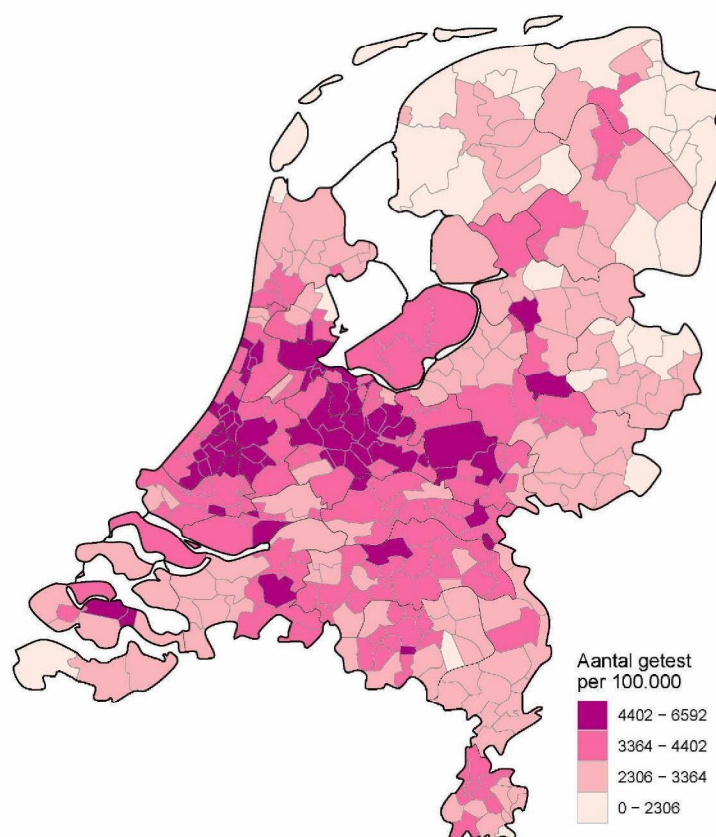 Aantal getest
per 100.000
4402 – 6592
3364 – 4402
2306 – 3364
0 – 2306